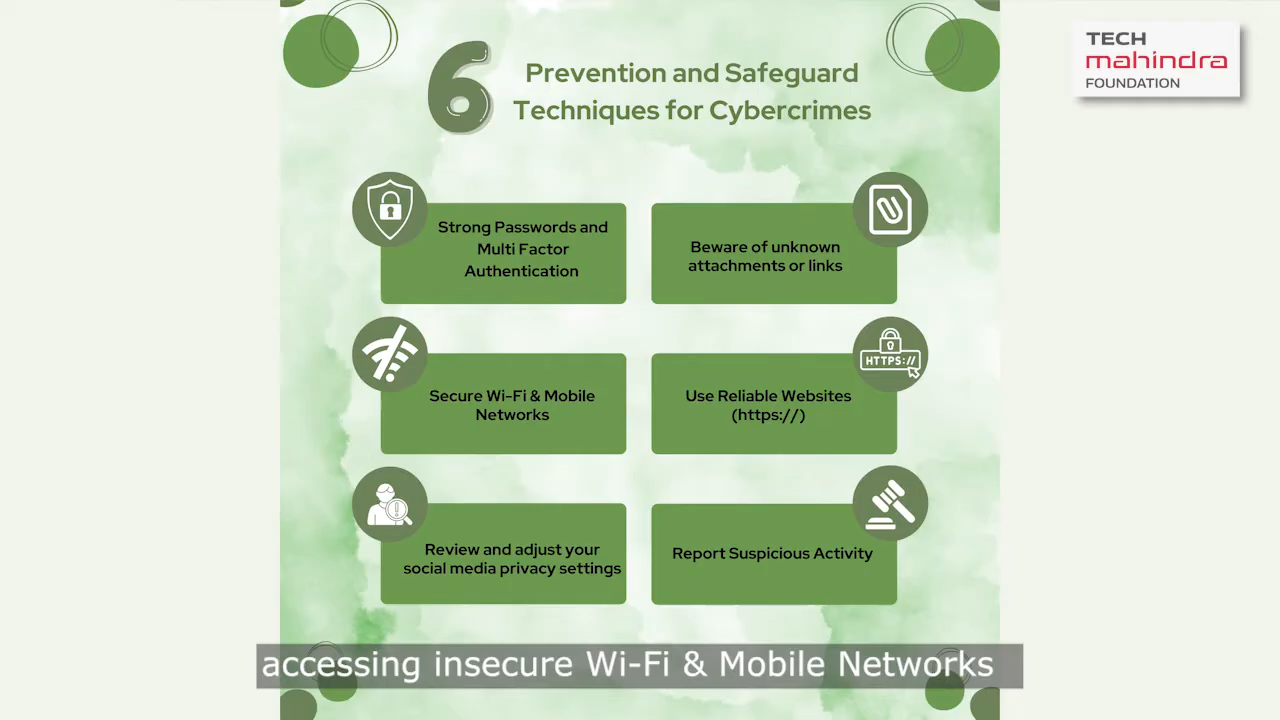 6
Prevention and Safeguard
Techniques for Cybercrimes
TECH
mahindra
FOUNDATION
Strong Passwords and
Multi Factor
Authentication
Beware of unknown
attachments or links
Secure Wi-Fi & Mobile
Networks
HTTPS://
Use Reliable Websites
(https://)
Review and adjust your
social media privacy settings
Report Suspicious Activity
accessing insecure Wi-Fi & Mobile Networks